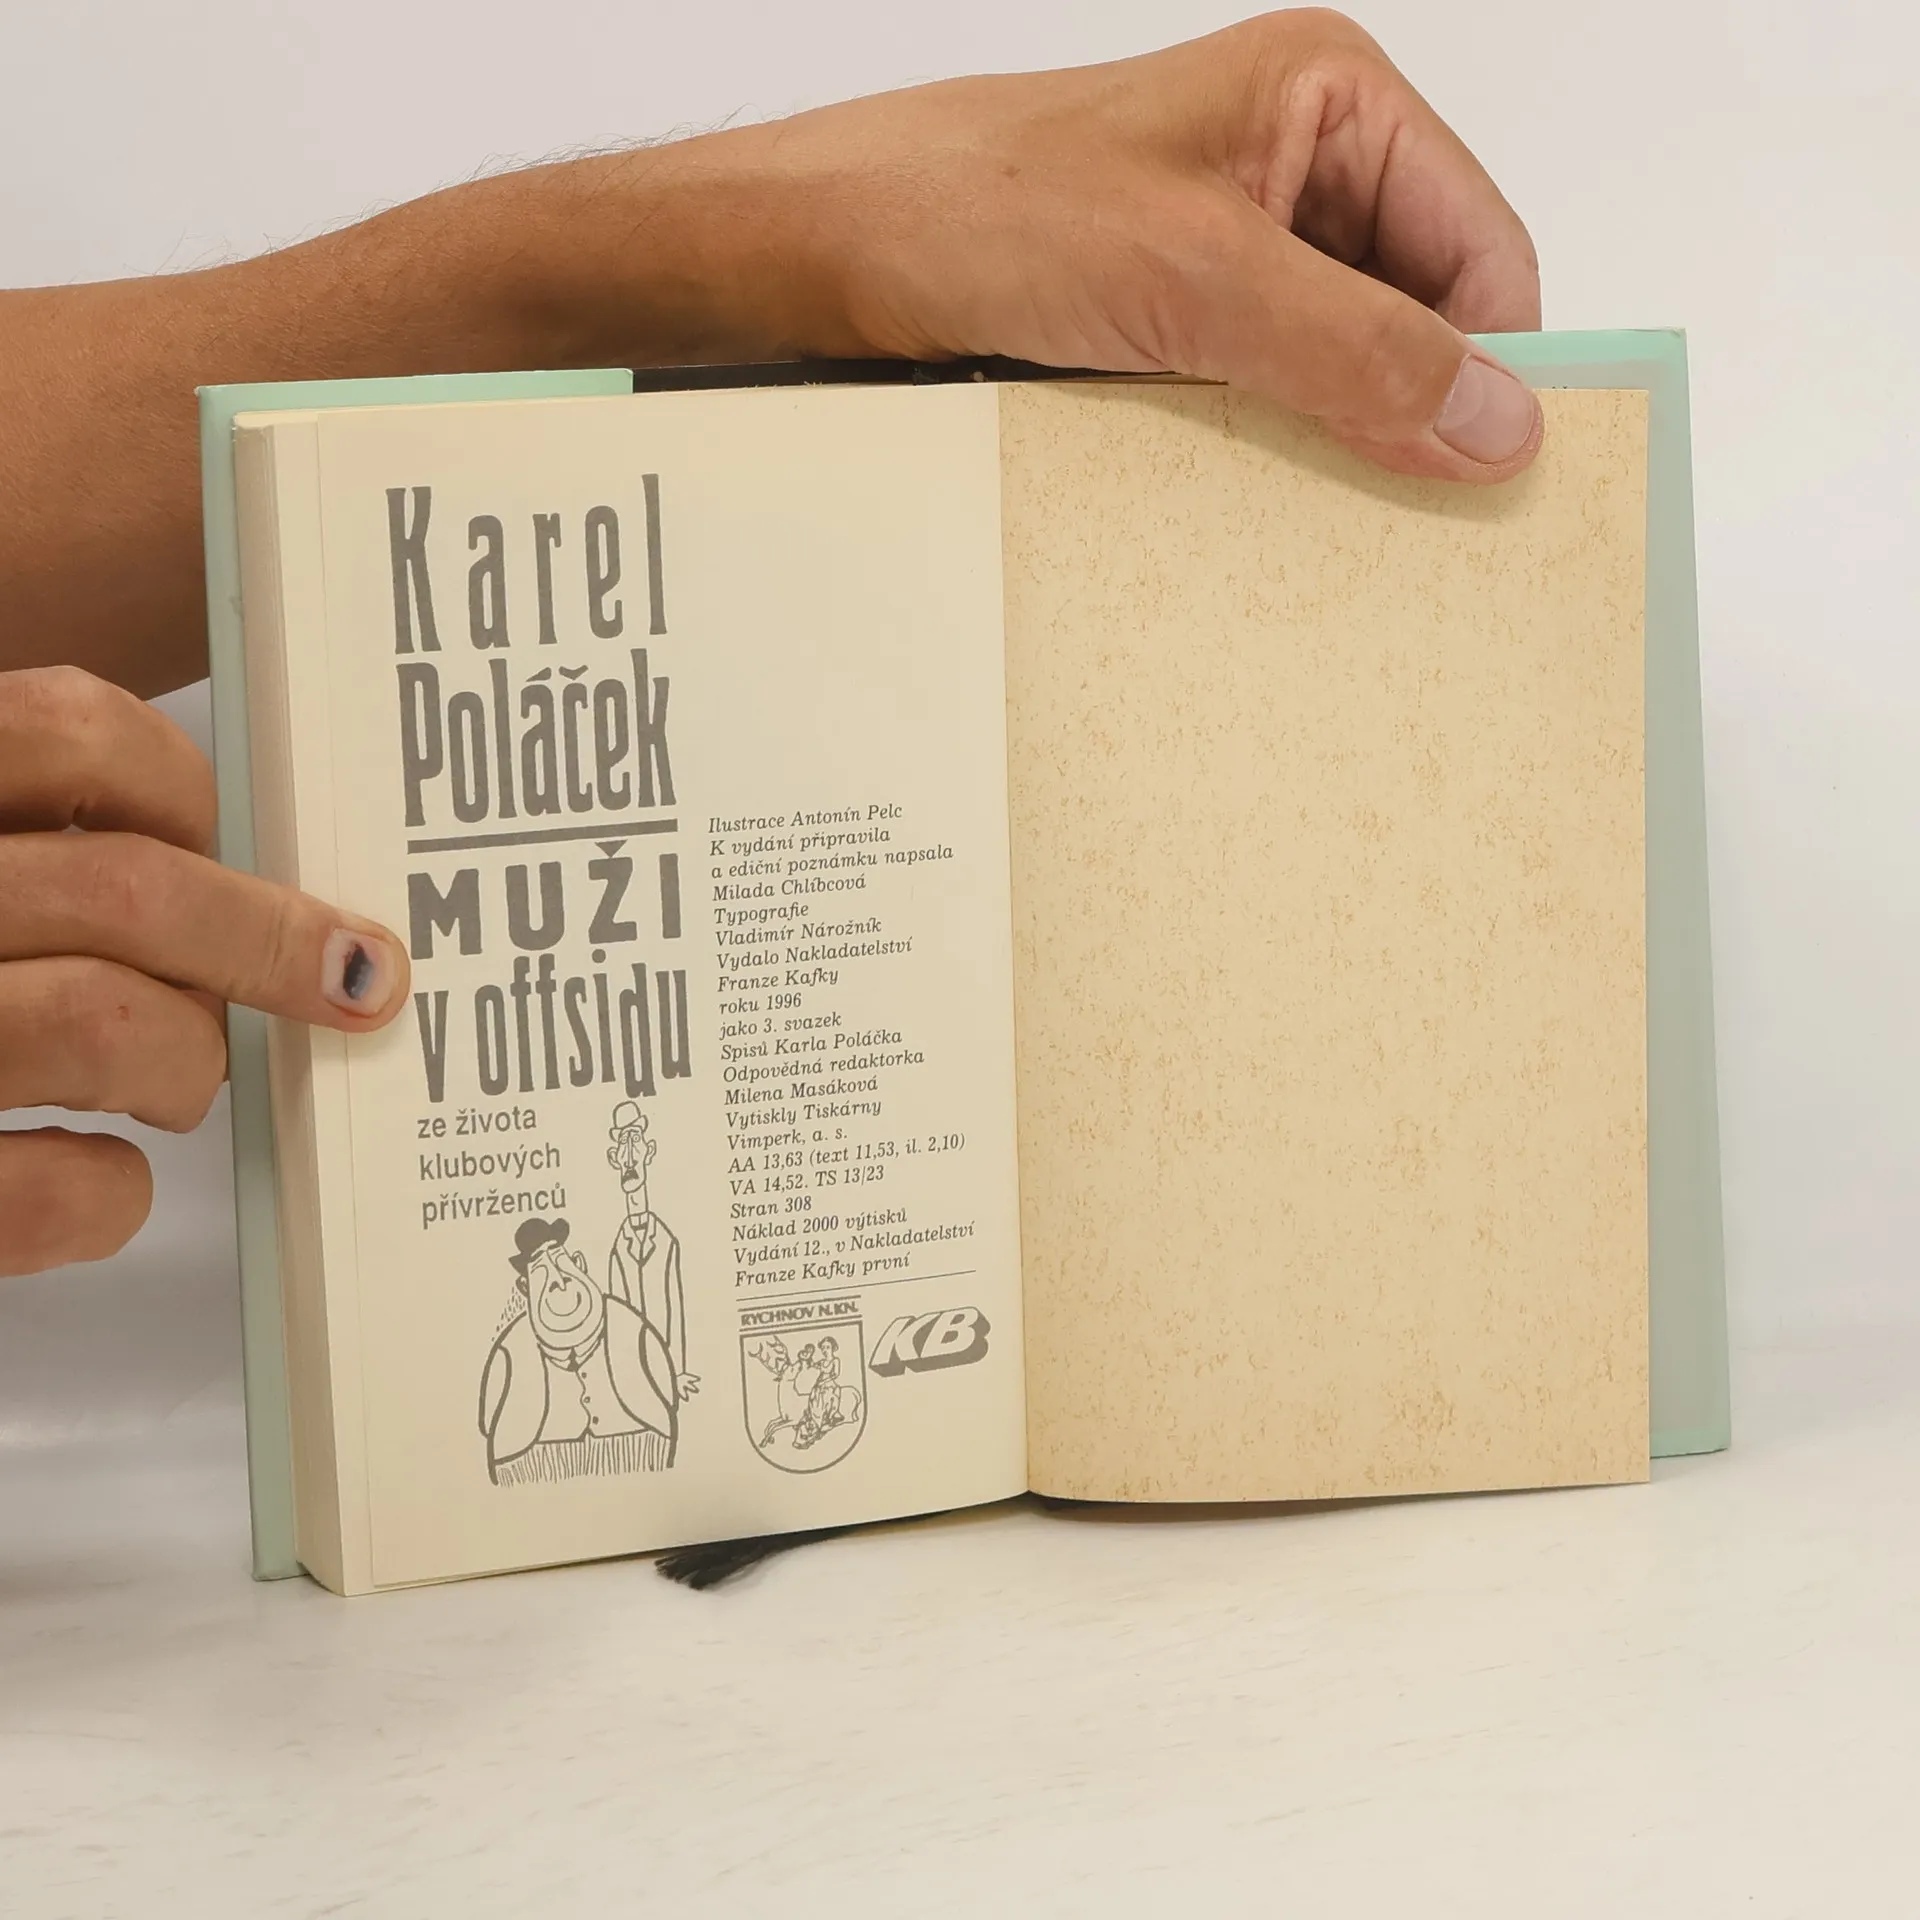 Karel
Poláček
MUŽI
v offsidu
ze života
klubových
přívrženců
Ilustrace Antonín Pelc
K vydání připravila
a ediční poznámku napsala
Milada Chlíbcová
Typografie
Vladimír Nárožník
Vydalo Nakladatelství
Franze Kafky
roku 1996
jako 3. svazek
Spisů Karla Poláčka
Odpovědná redaktorka
Milena Masáková
Vytiskly Tiskárny
Vimperk, a. s.
AA 13,63 (text 11,53, il. 2,10)
VA 14,52. TS 13/23
Stran 308
Náklad 2000 výtisků
Vydání 12., v Nakladatelství
Franze Kafky první
RYCHNOV N.KN.
KB